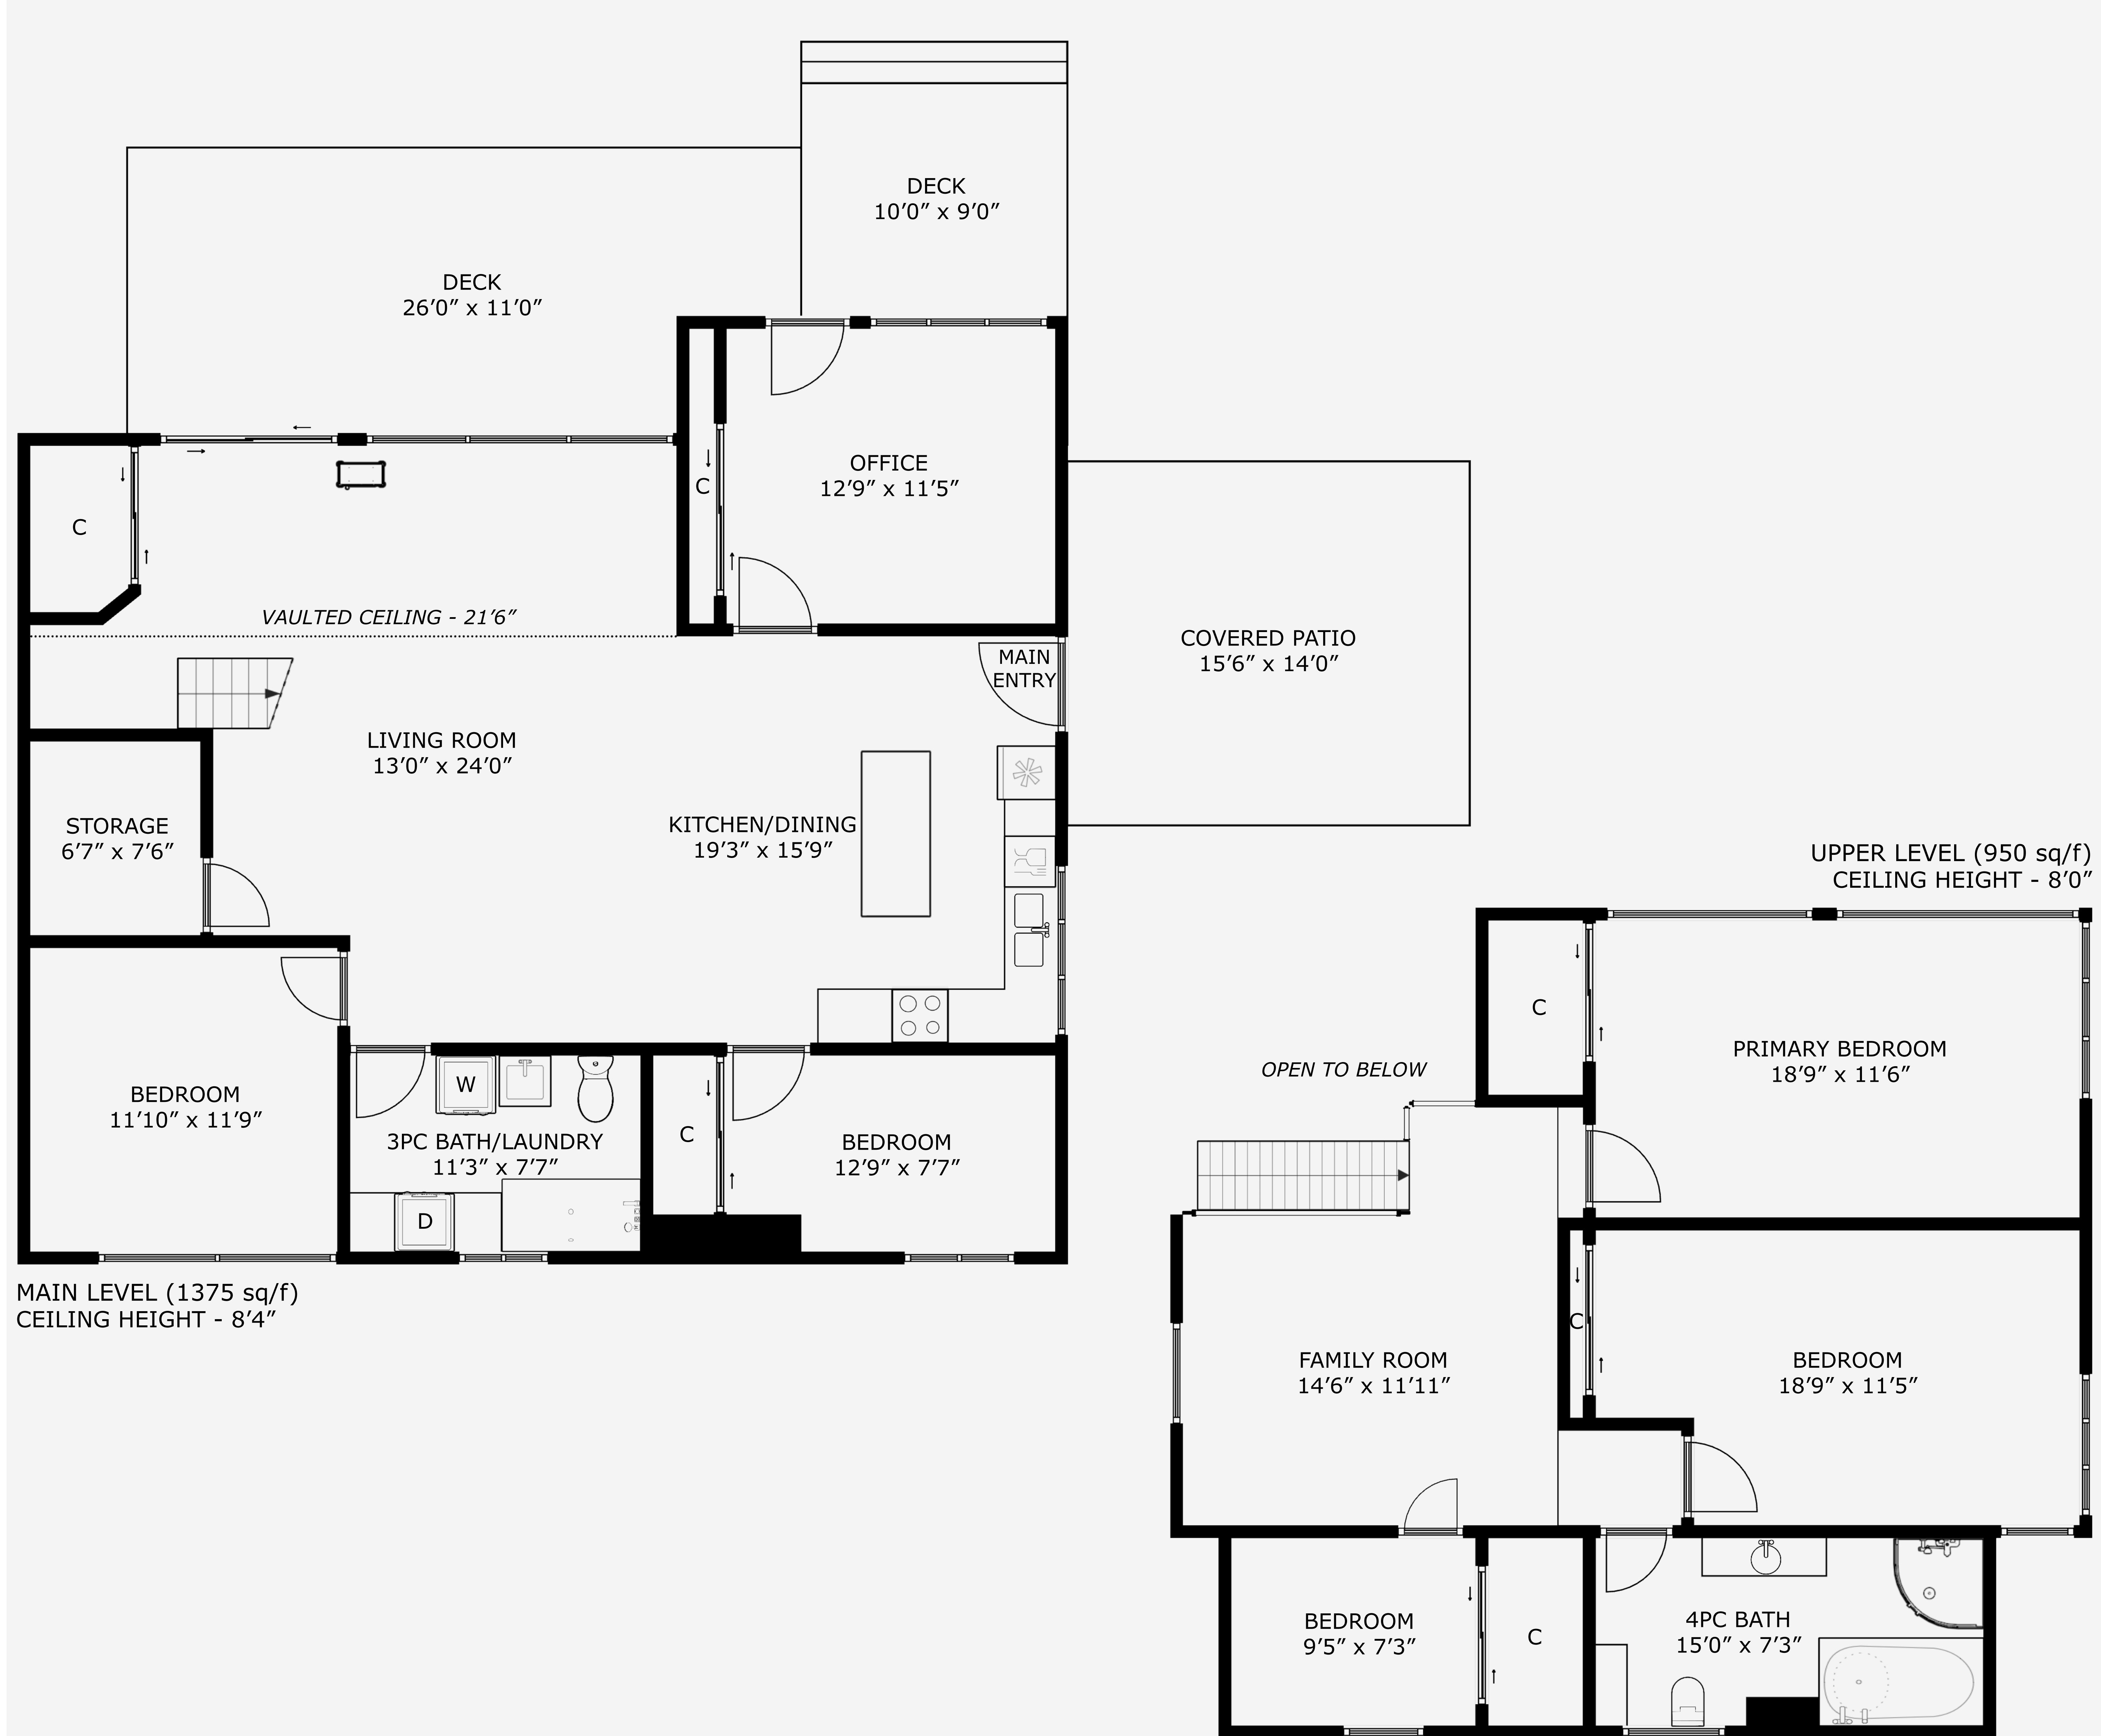 DECK
10′0″ x 9′0″
DECK
26′0″ x 11′0″
OFFICE
12′9″ x 11′5″
C
C
VAULTED CEILING - 21′6″
COVERED PATIO
15′6″ x 14′0″
MAIN
ENTRY
LIVING ROOM
13′0″ x 24′0″
STORAGE
6′7″ x 7′6″
KITCHEN/DINING
19′3″ x 15′9″
BEDROOM
11′10″ x 11′9″
W
3PC BATH/LAUNDRY
11′3″ x 7′7″
D
C
BEDROOM
12′9″ x 7′7″
MAIN LEVEL (1375 sq/f)
CEILING HEIGHT - 8′4″
UPPER LEVEL (950 sq/f)
CEILING HEIGHT - 8′0″
C
PRIMARY BEDROOM
18′9″ x 11′6″
OPEN TO BELOW
C
FAMILY ROOM
14′6″ x 11′11″
BEDROOM
18′9″ x 11′5″
BEDROOM
9′5″ x 7′3″
C
4PC BATH
15′0″ x 7′3″